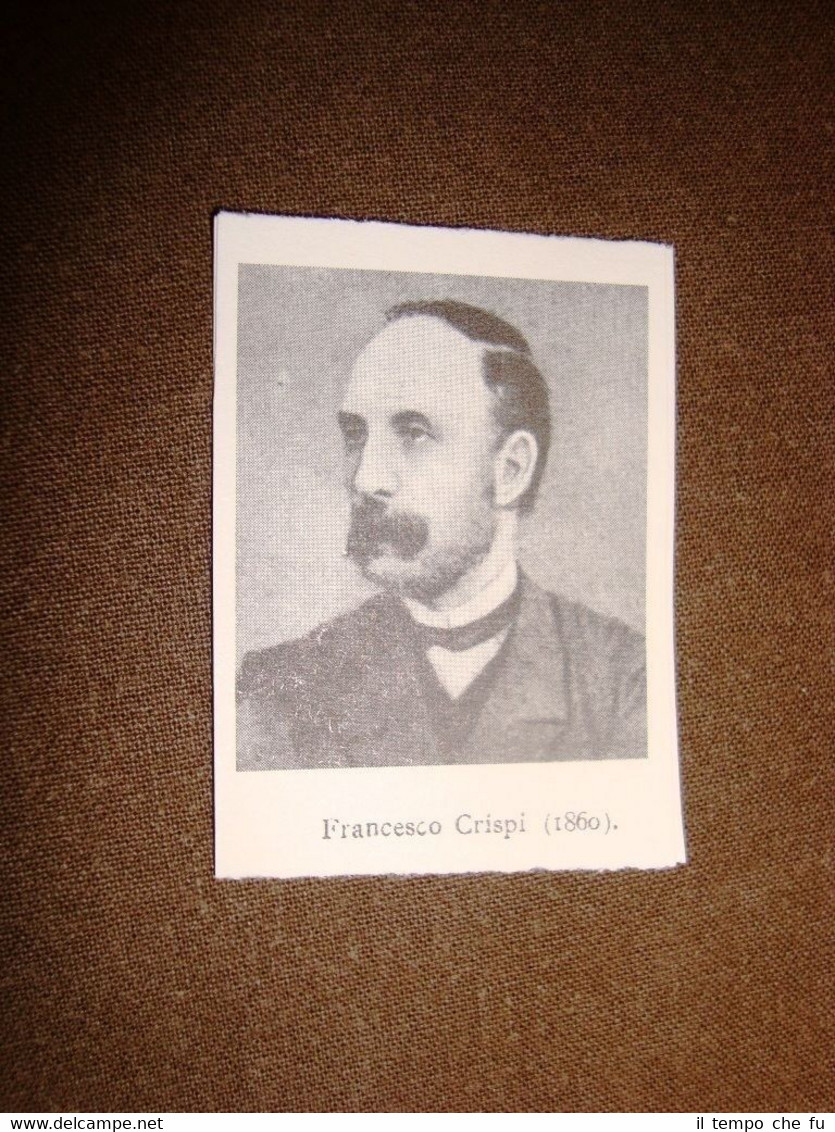 Francesco Crispi (1860).
www.delcampe.net
il tempo che fu